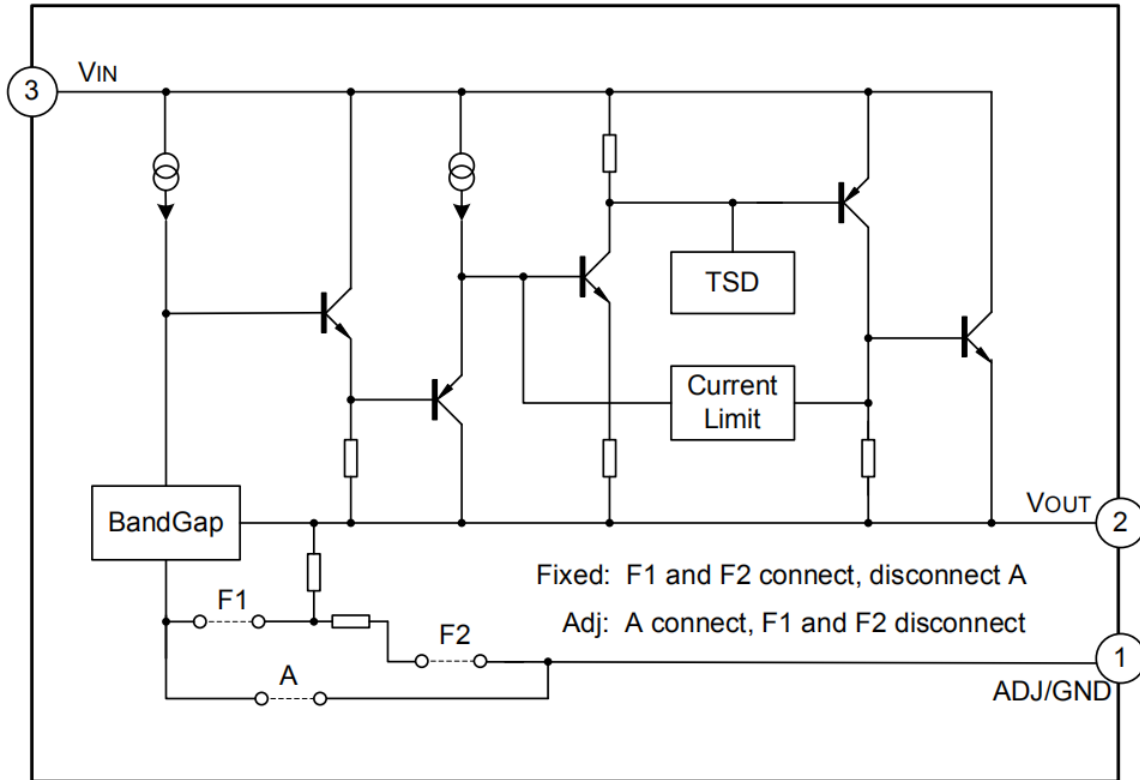 3
VIN
TSD
Current
Limit
BandGap
VOUT
2
Fixed: F1 and F2 connect, disconnect A
F1
Adj: A connect, F1 and F2 disconnect
F2
1
A
ADJ/GND